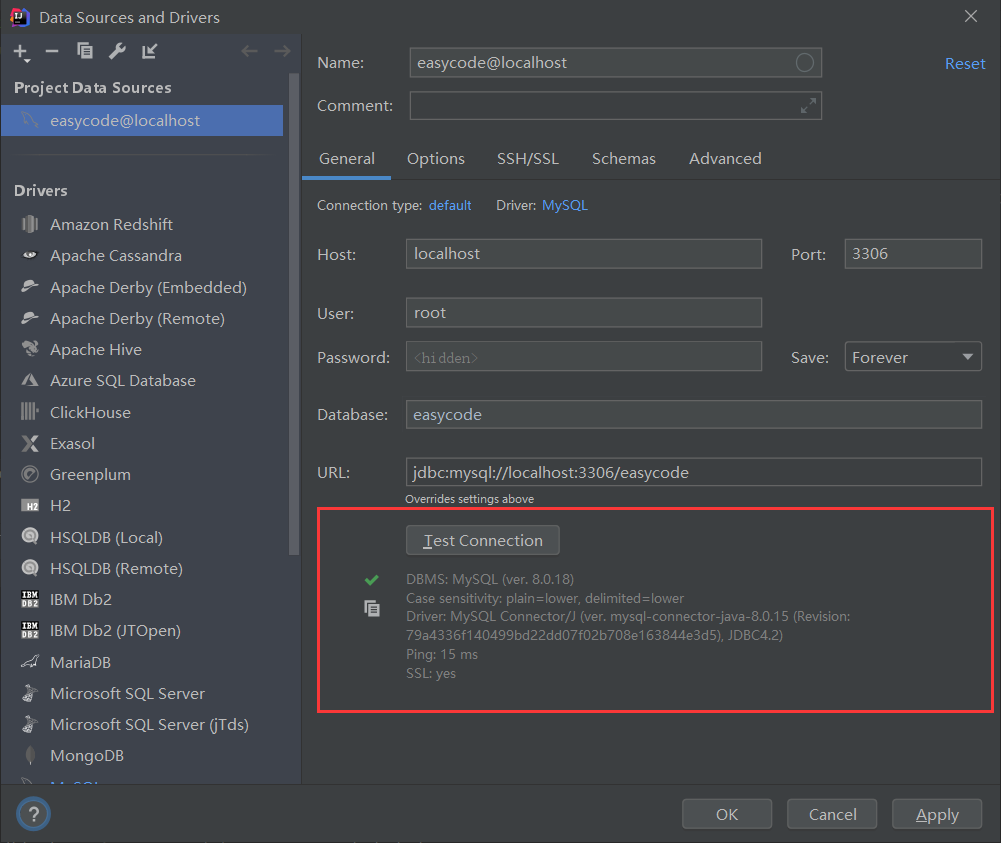 Data Sources and Drivers
Project Data Sources
easycode@localhost
Drivers
Amazon Redshift
Apache Cassandra
Apache Derby (Embedded)
Apache Derby (Remote)
Apache Hive
Azure SQL Database
ClickHouse
Exasol
Greenplum
H2
H2
HSQLDB (Local)
HSQLDB (Remote)
IBM DB2
IBM Db2
IBM DB2
IBM Db2 (JTOpen)
MariaDB
Microsoft SQL Server
Microsoft SQL Server (jTds)
MongoDB
MySQL
Name: easycode@localhost
Reset
Comment:
General Options SSH/SSL Schemas Advanced
Connection type: default Driver: MySQL
Host: localhost Port: 3306
User: root
Password: <hidden> Save: Forever
Database: easycode
URL: jdbc:mysql://localhost:3306/easycode
Overrides settings above
Test Connection
DBMS: MySQL (ver. 8.0.18)
Case sensitivity: plain=lower, delimited=lower
Driver: MySQL Connector/J (ver. mysql-connector-java-8.0.15 (Revision:
79a4336f140499bd22dd07f02b708e163844e3d5), JDBC4.2)
Ping: 15 ms
SSL: yes
?
OK Cancel Apply